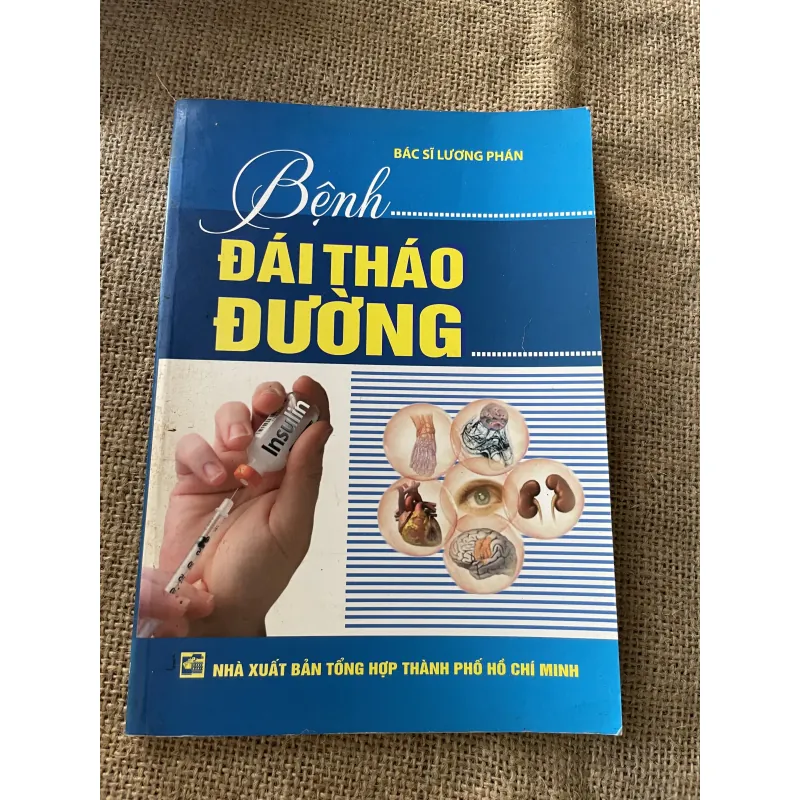 BÁC SĨ LƯƠNG PHÁN
Bệnh
ĐÁI THÁO
ĐƯỜNG
Insulin
NHÀ XUẤT BẢN TỔNG HỢP THÀNH PHỐ HỒ CHÍ MINH